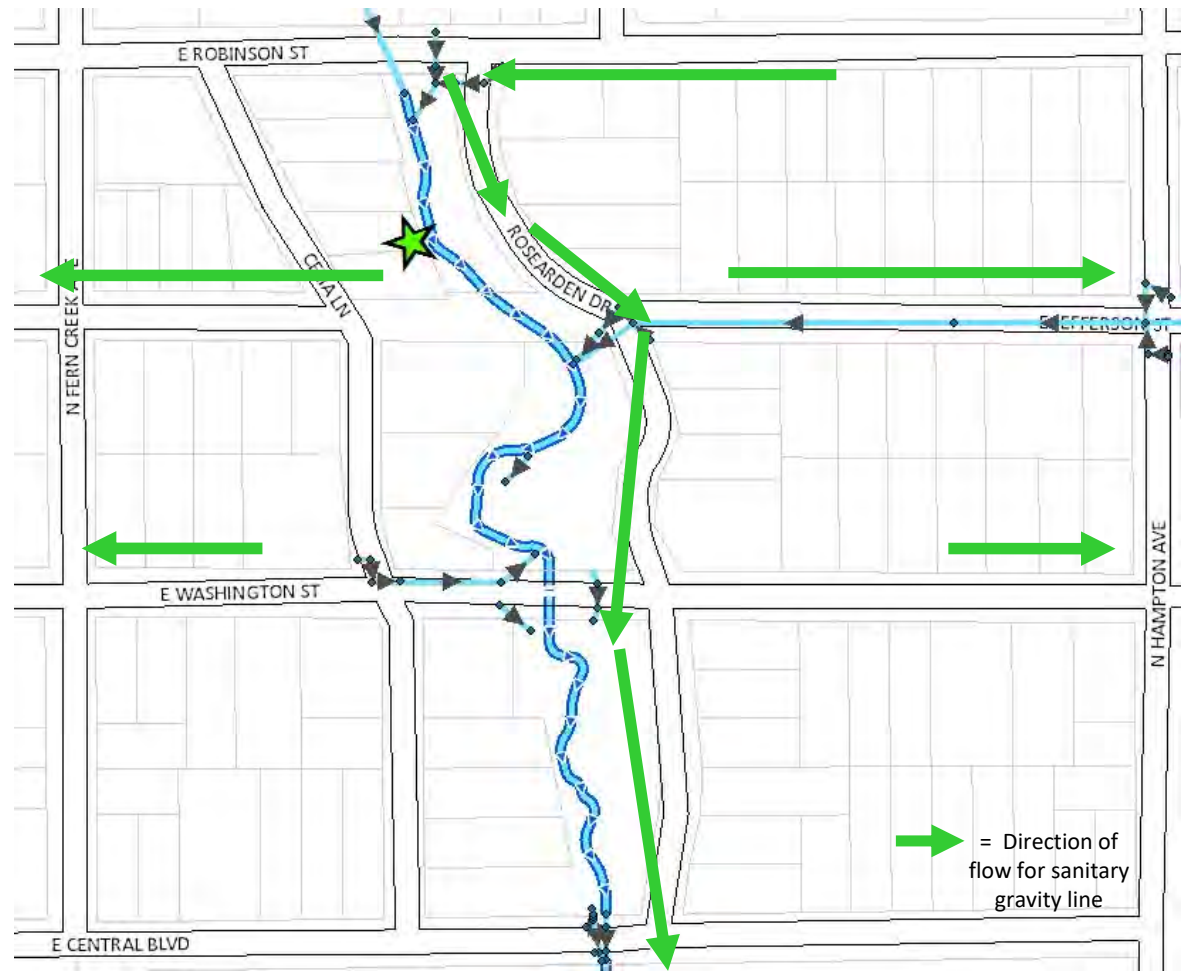 E ROBINSON ST
ROSEARDEN DR
LN
N FERN CREEK AVE
E JEFFERSON ST
E WASHINGTON ST
N HAMPTON AVE
= Direction of
flow for sanitary
gravity line
E CENTRAL BLVD